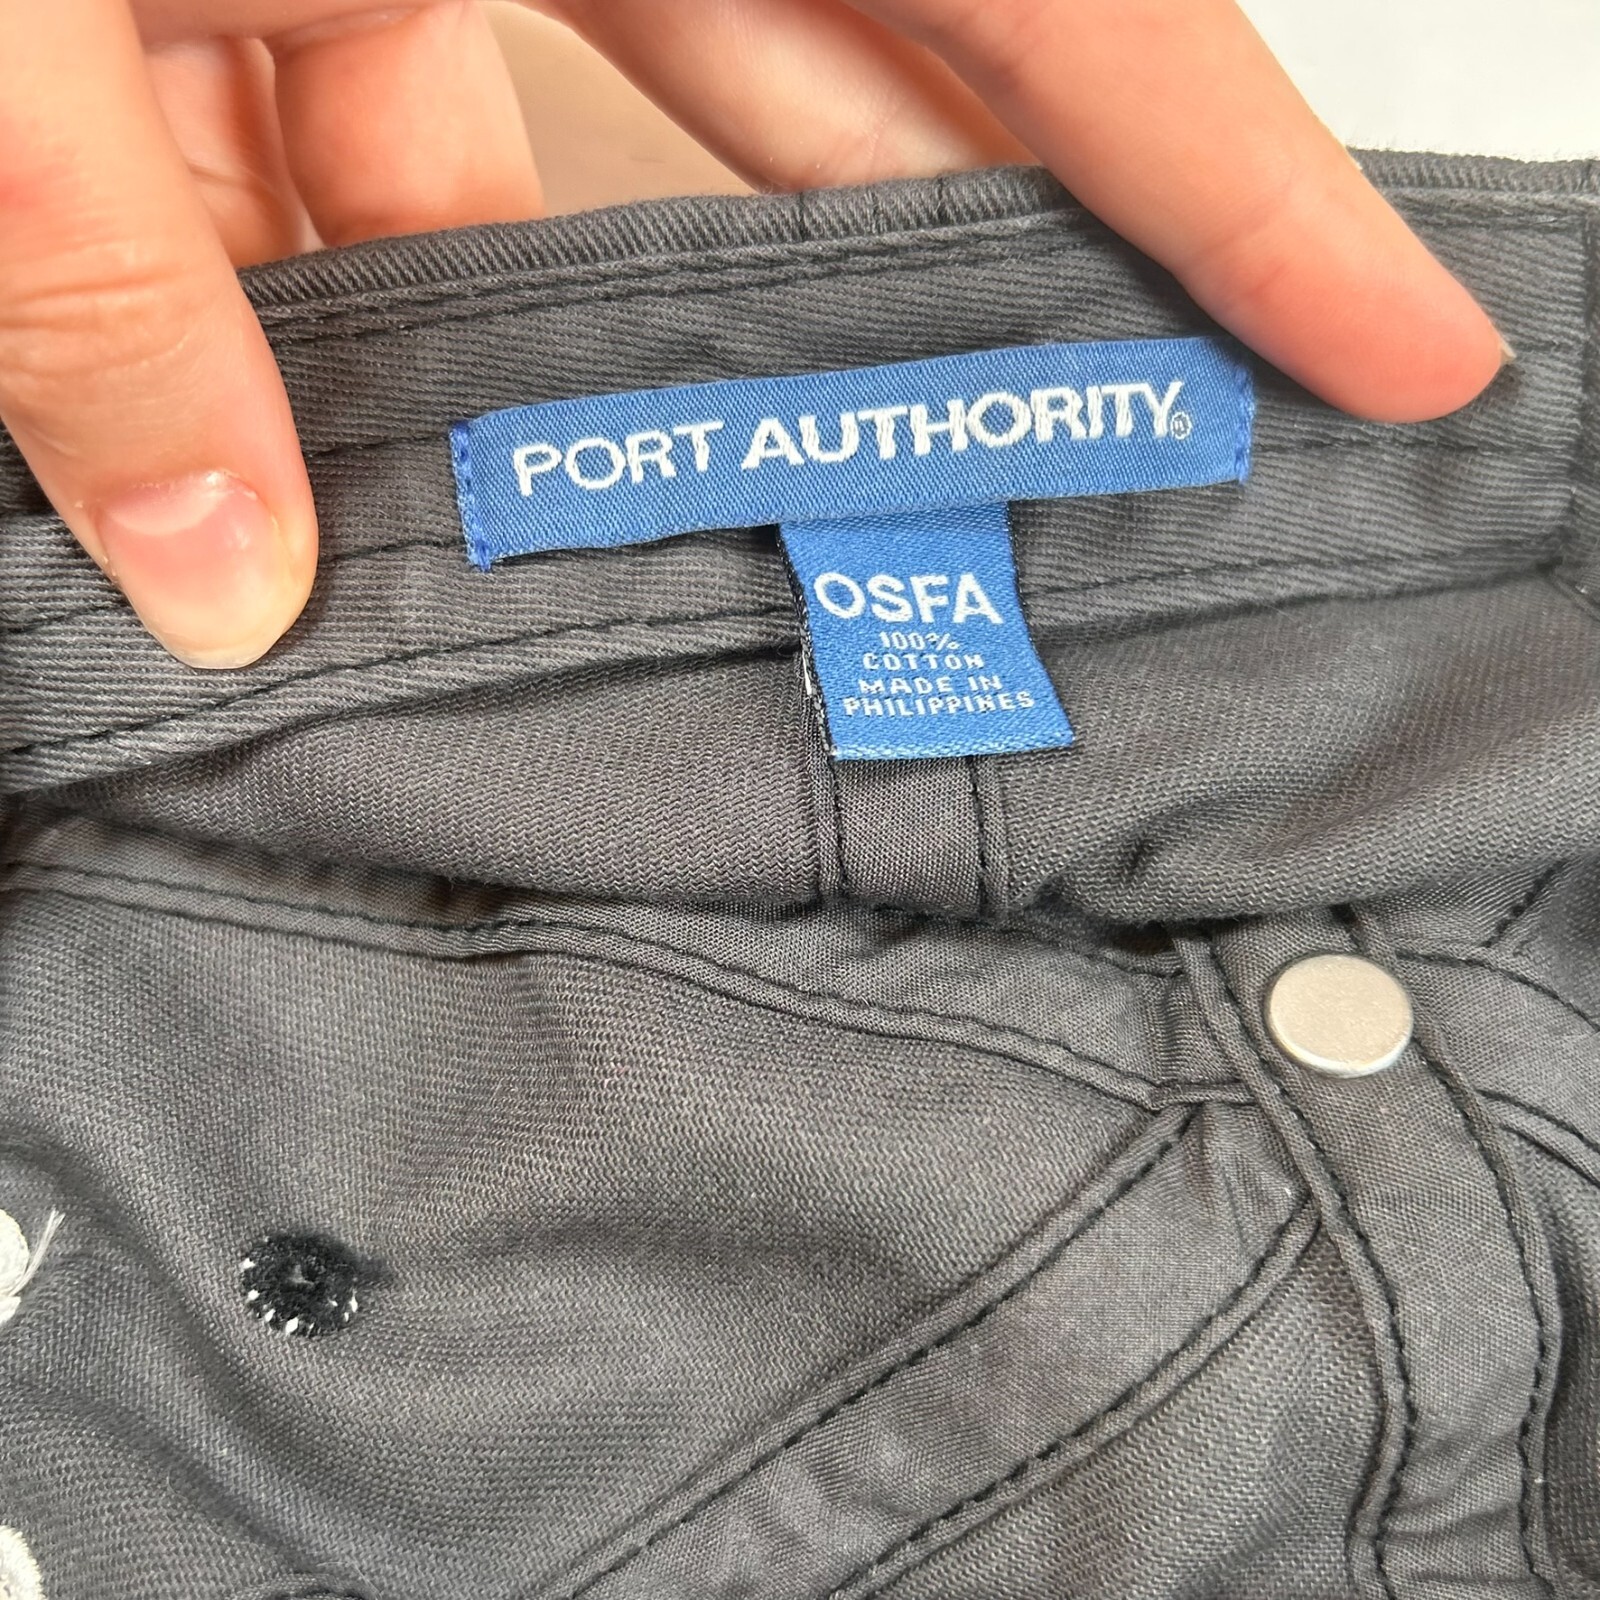 PORT AUTHORITY®
OSFA
100%
COTTON
MADE IN
PHILIPPINES